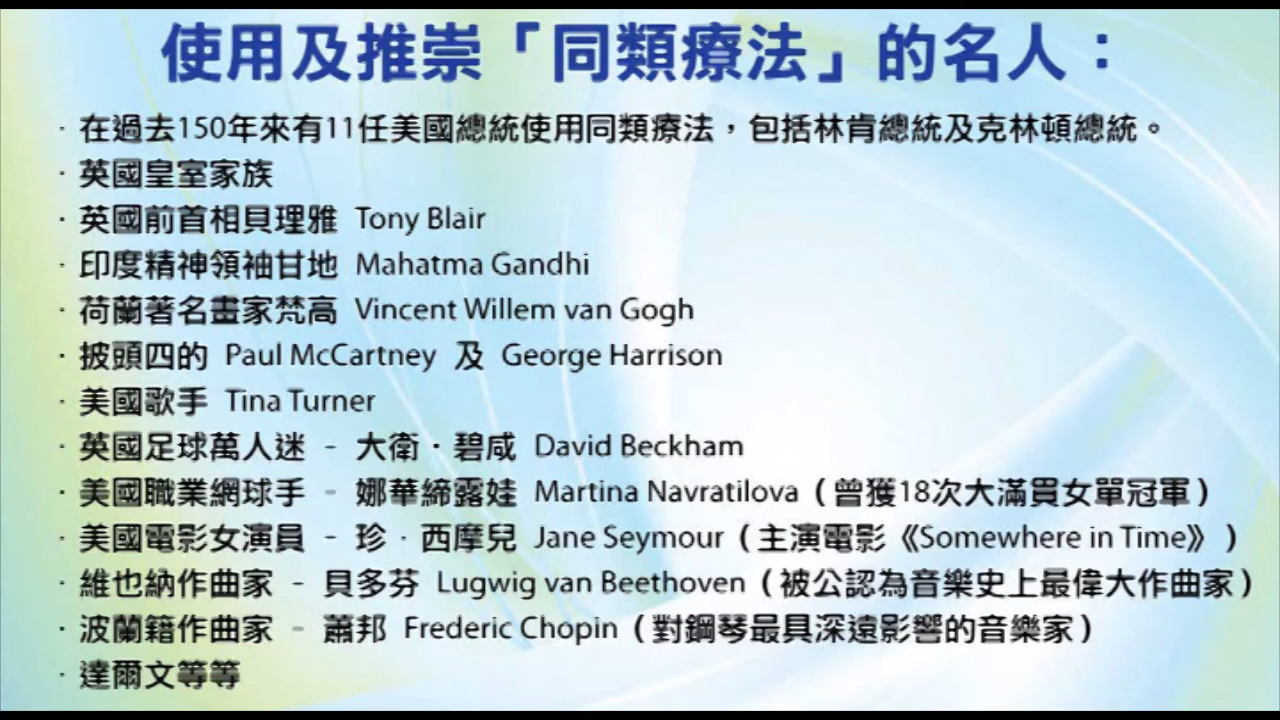 使用及推崇「同類療法」的名人：
· 在過去150年來有11任美國總統使用同類療法，包括林肯總統及克林頓總統。
· 英國皇室家族
· 英國前首相貝理雅 Tony Blair
· 印度精神領袖甘地 Mahatma Gandhi
· 荷蘭著名畫家梵高 Vincent Willem van Gogh
· 披頭四的 Paul McCartney 及 George Harrison
· 美國歌手 Tina Turner
· 英國足球萬人迷 – 大衛·碧咸 David Beckham
· 美國職業網球手 – 娜華締露娃 Martina Navratilova（曾獲18次大滿貫女單冠軍）
· 美國電影女演員 – 珍·西摩兒 Jane Seymour（主演電影《Somewhere in Time》）
· 維也納作曲家 – 貝多芬 Lugwig van Beethoven（被公認為音樂史上最偉大作曲家）
· 波蘭籍作曲家 – 蕭邦 Frederic Chopin（對鋼琴最具深遠影響的音樂家）
· 達爾文等等